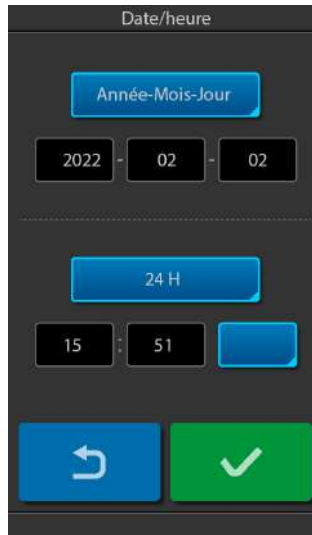 Date/heure
Année-Mois-Jour
2022 - 02 - 02
24 H
15 : 51